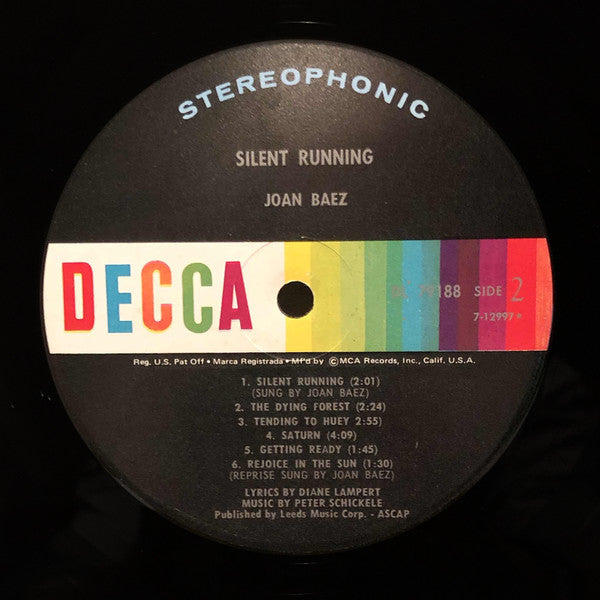 STEREOPHONIC
SILENT RUNNING
JOAN BAEZ
DECCA
DL 79188 SIDE 2
7-12997★
Reg. U.S. Pat Off • Marca Registrada • Mf'd by ©MCA Records, Inc., Calif. U.S.A.
1. SILENT RUNNING (2:01)
(SUNG BY JOAN BAEZ)
2. THE DYING FOREST (2:24)
3. TENDING TO HUEY 2:55)
4. SATURN (4:09)
5. GETTING READY (1:45)
6. REJOICE IN THE SUN (1:30)
(REPRISE SUNG BY JOAN BAEZ)
LYRICS BY DIANE LAMPERT
MUSIC BY PETER SCHICKELE
Published by Leeds Music Corp. - ASCAP